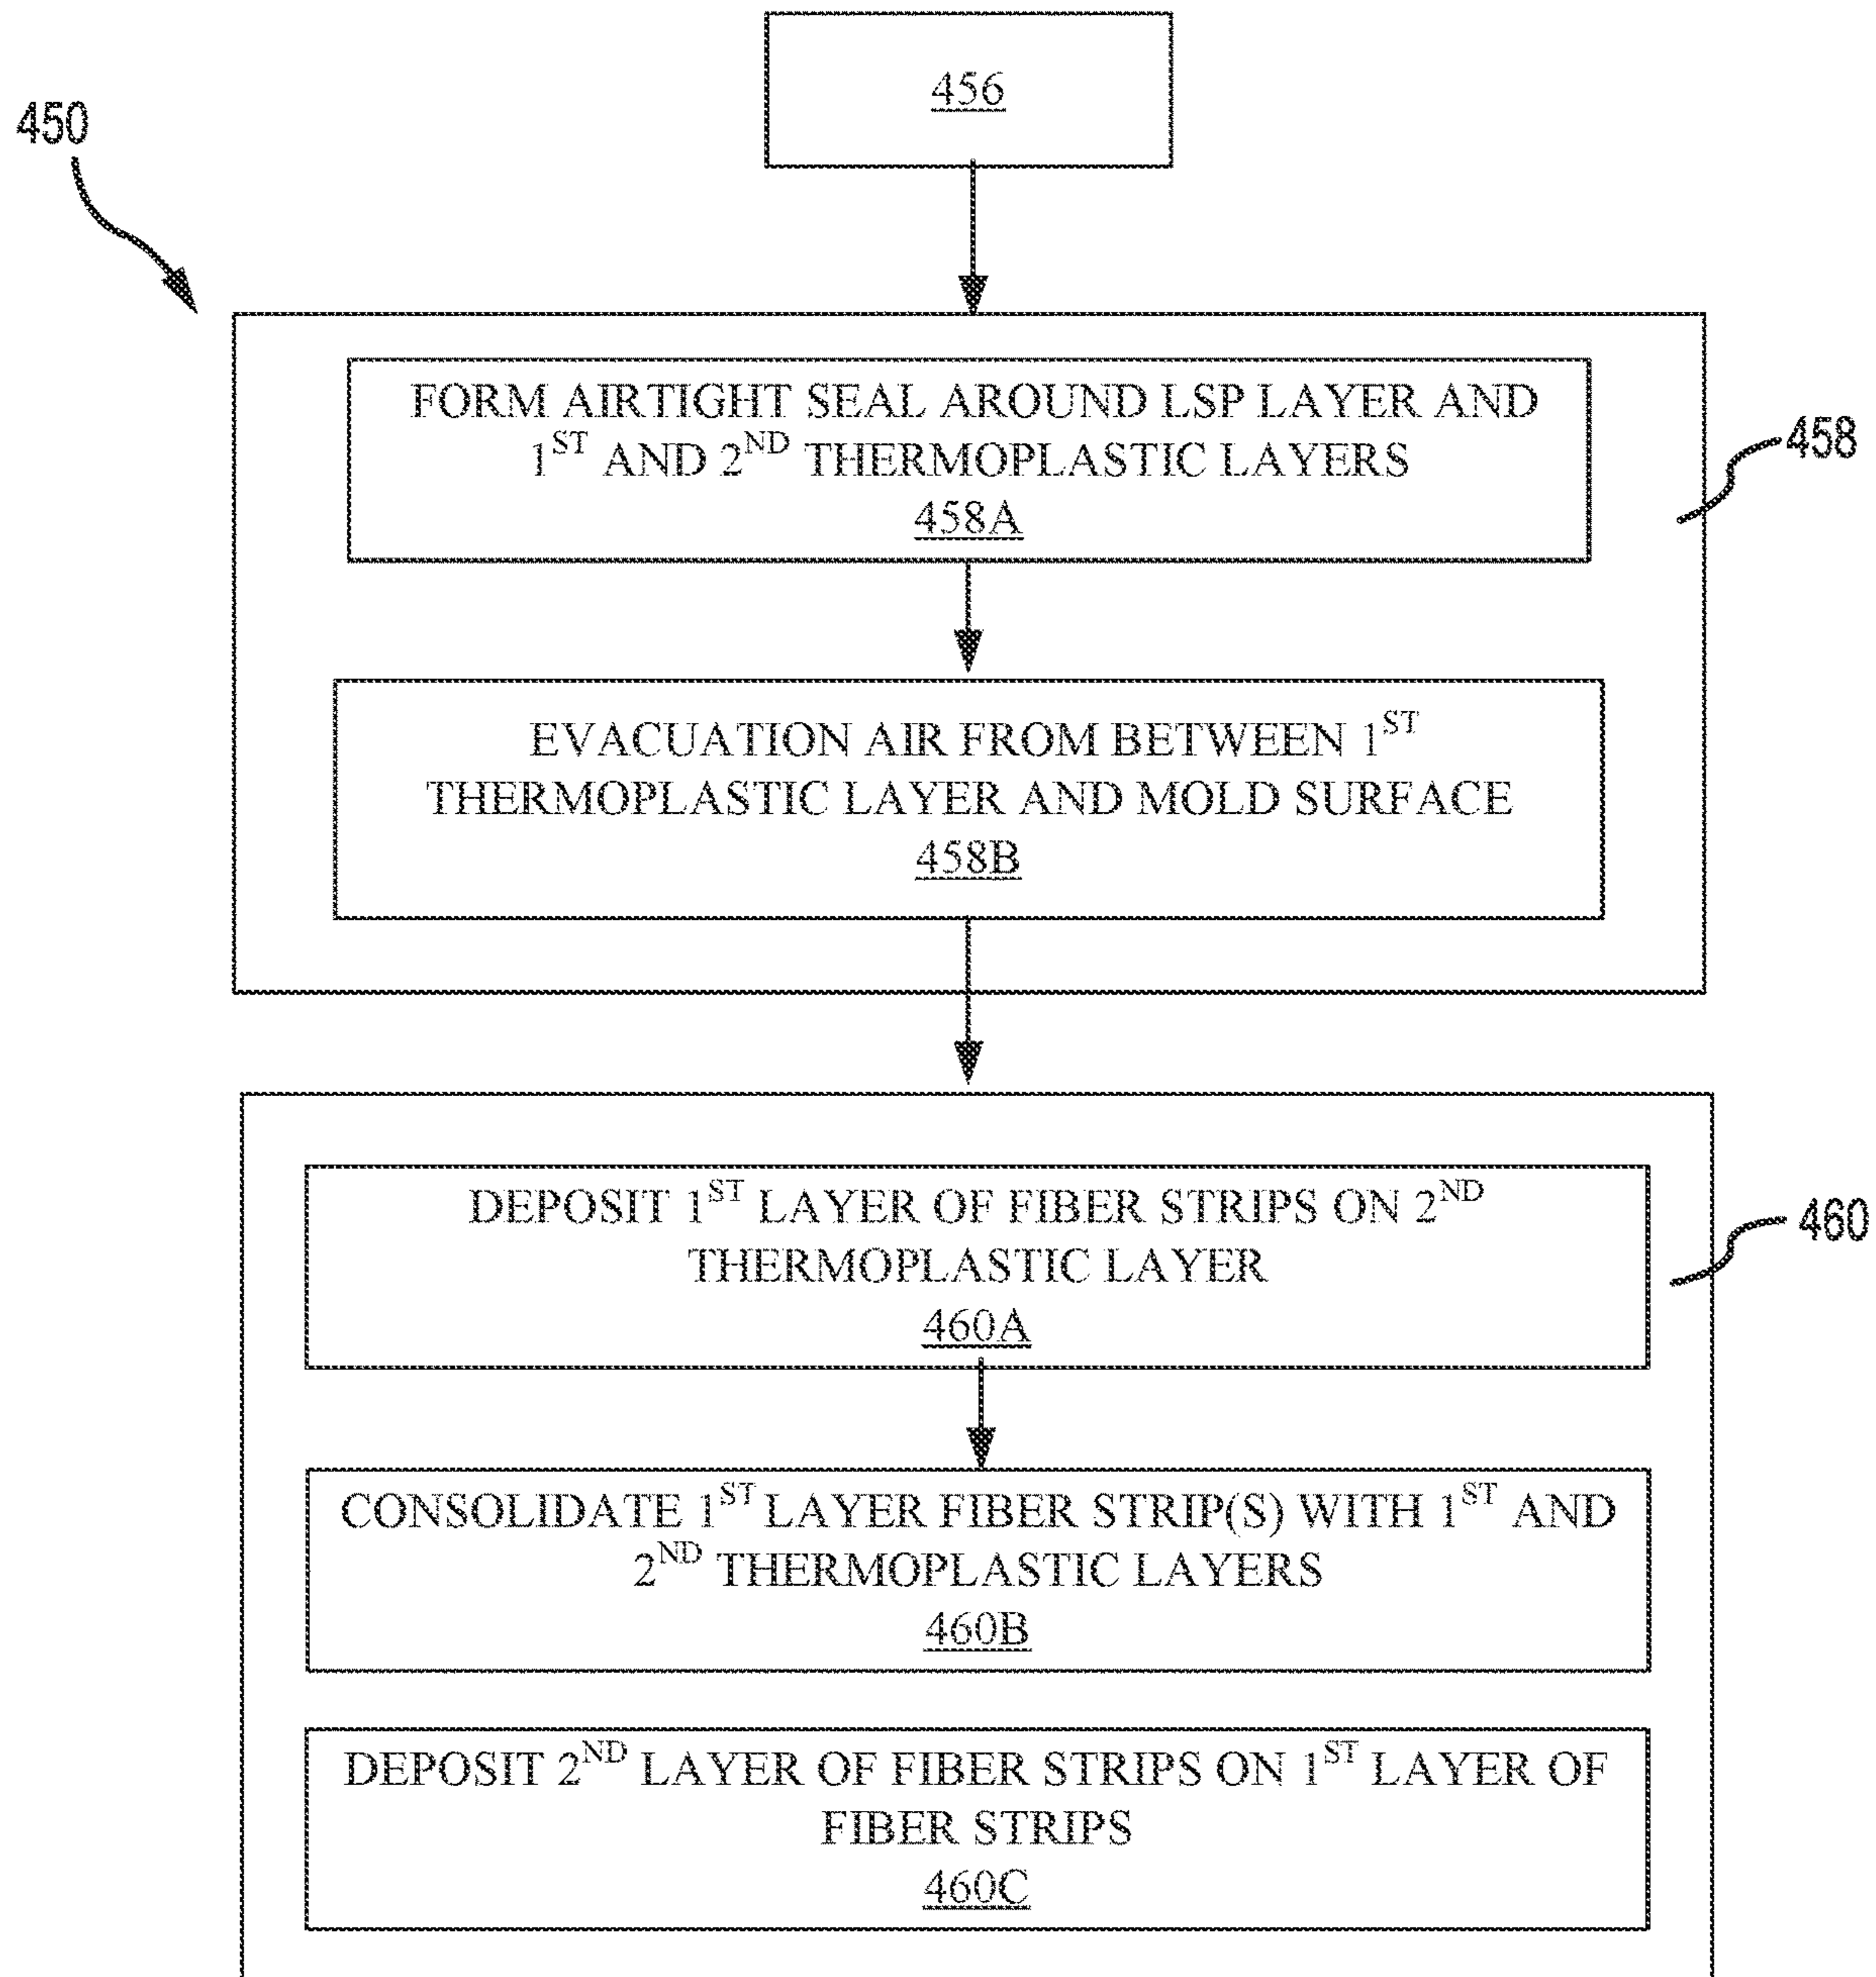 456
450
FORM AIRTIGHT SEAL AROUND LSP LAYER AND
1ST AND 2ND THERMOPLASTIC LAYERS
458A
458
EVACUATION AIR FROM BETWEEN 1ST
THERMOPLASTIC LAYER AND MOLD SURFACE
458B
DEPOSIT 1ST LAYER OF FIBER STRIPS ON 2ND
THERMOPLASTIC LAYER
460A
460
CONSOLIDATE 1ST LAYER FIBER STRIP(S) WITH 1ST AND
2ND THERMOPLASTIC LAYERS
460B
DEPOSIT 2ND LAYER OF FIBER STRIPS ON 1ST LAYER OF
FIBER STRIPS
460C